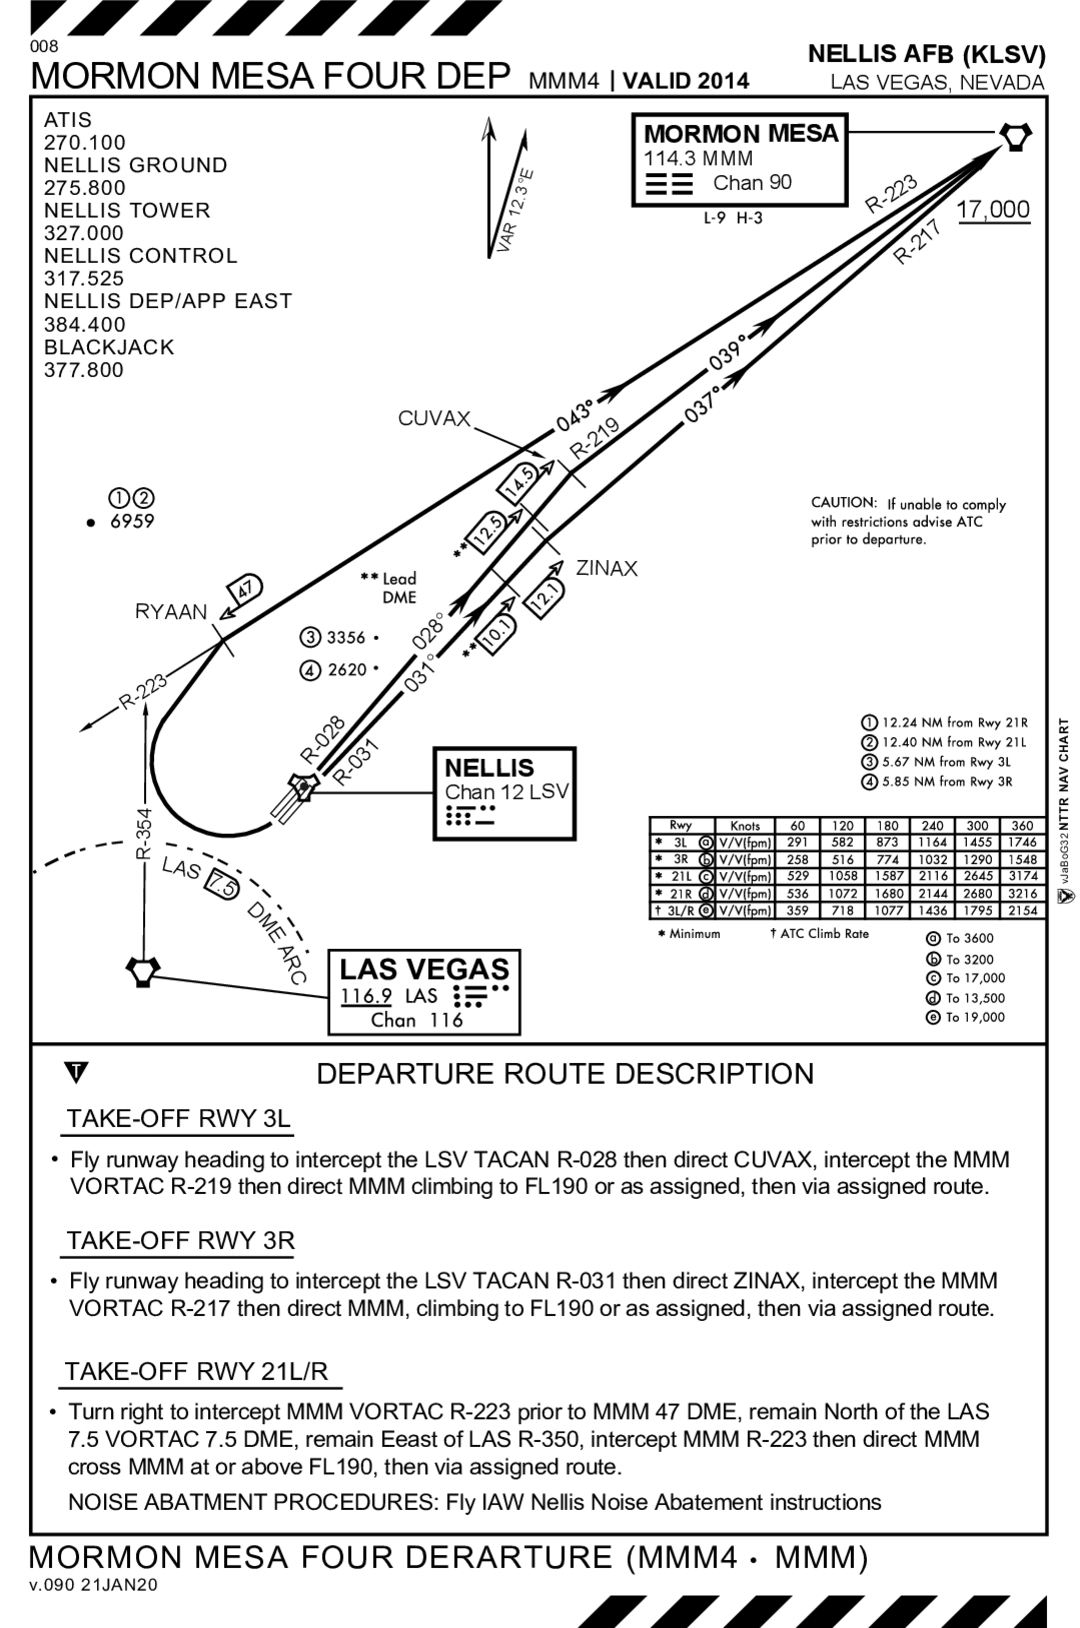 008
MORMON MESA FOUR DEP MMM4 | VALID 2014
NELLIS AFB (KLSV)
LAS VEGAS, NEVADA
ATIS
270.100
NELLIS GROUND
275.800
NELLIS TOWER
327.000
NELLIS CONTROL
317.525
NELLIS DEP/APP EAST
384.400
BLACKJACK
377.800
VAR 12.3°E
MORMON MESA
114.3 MMM
Chan 90
L-9 H-3
R-223
17,000
R-217
039°
037°
043°
CUVAX
R-219
14.5
12.5
**
ZINAX
12.1
10.1
**
① ②
• 6959
CAUTION: If unable to comply
with restrictions advise ATC
prior to departure.
47
RYAAN
** Lead
DME
③ 3356 •
④ 2620 •
028°
031°
R-223
R-028
R-031
NELLIS
Chan 12 LSV
R-354
LAS 7.5 DME ARC
① 12.24 NM from Rwy 21R
② 12.40 NM from Rwy 21L
③ 5.67 NM from Rwy 3L
④ 5.85 NM from Rwy 3R
Rwy Knots 60 120 180 240 300 360
* 3L ⓐ V/V(fpm) 291 582 873 1164 1455 1746
* 3R ⓑ V/V(fpm) 258 516 774 1032 1290 1548
* 21L ⓒ V/V(fpm) 529 1058 1587 2116 2645 3174
* 21R ⓓ V/V(fpm) 536 1072 1680 2144 2680 3216
† 3L/R ⓔ V/V(fpm) 359 718 1077 1436 1795 2154
* Minimum † ATC Climb Rate
ⓐ To 3600
ⓑ To 3200
ⓒ To 17,000
ⓓ To 13,500
ⓔ To 19,000
vJaBoG32 NTTR NAV CHART
LAS VEGAS
116.9 LAS
Chan 116
T
DEPARTURE ROUTE DESCRIPTION
TAKE-OFF RWY 3L
• Fly runway heading to intercept the LSV TACAN R-028 then direct CUVAX, intercept the MMM
VORTAC R-219 then direct MMM climbing to FL190 or as assigned, then via assigned route.
TAKE-OFF RWY 3R
• Fly runway heading to intercept the LSV TACAN R-031 then direct ZINAX, intercept the MMM
VORTAC R-217 then direct MMM, climbing to FL190 or as assigned, then via assigned route.
TAKE-OFF RWY 21L/R
• Turn right to intercept MMM VORTAC R-223 prior to MMM 47 DME, remain North of the LAS
7.5 VORTAC 7.5 DME, remain Eeast of LAS R-350, intercept MMM R-223 then direct MMM
cross MMM at or above FL190, then via assigned route.
NOISE ABATMENT PROCEDURES: Fly IAW Nellis Noise Abatement instructions
MORMON MESA FOUR DERARTURE (MMM4 • MMM)
v.090 21JAN20